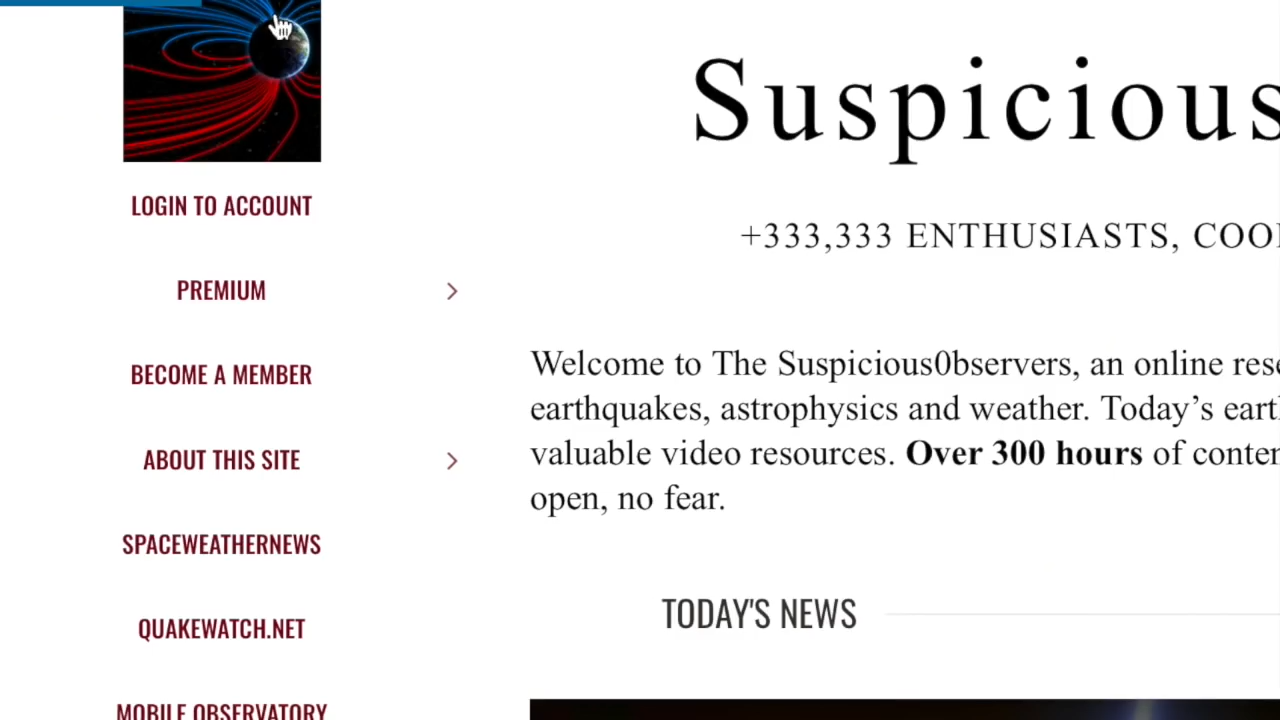 LOGIN TO ACCOUNT
PREMIUM
BECOME A MEMBER
ABOUT THIS SITE
SPACEWEATHERNEWS
QUAKEWATCH.NET
MOBILE OBSERVATORY
Suspicious
+333,333 ENTHUSIASTS,
Welcome to The Suspicious0bservers, an online
earthquakes, astrophysics and weather. Today’s
valuable video resources. Over 300 hours of
open, no fear.
TODAY'S NEWS